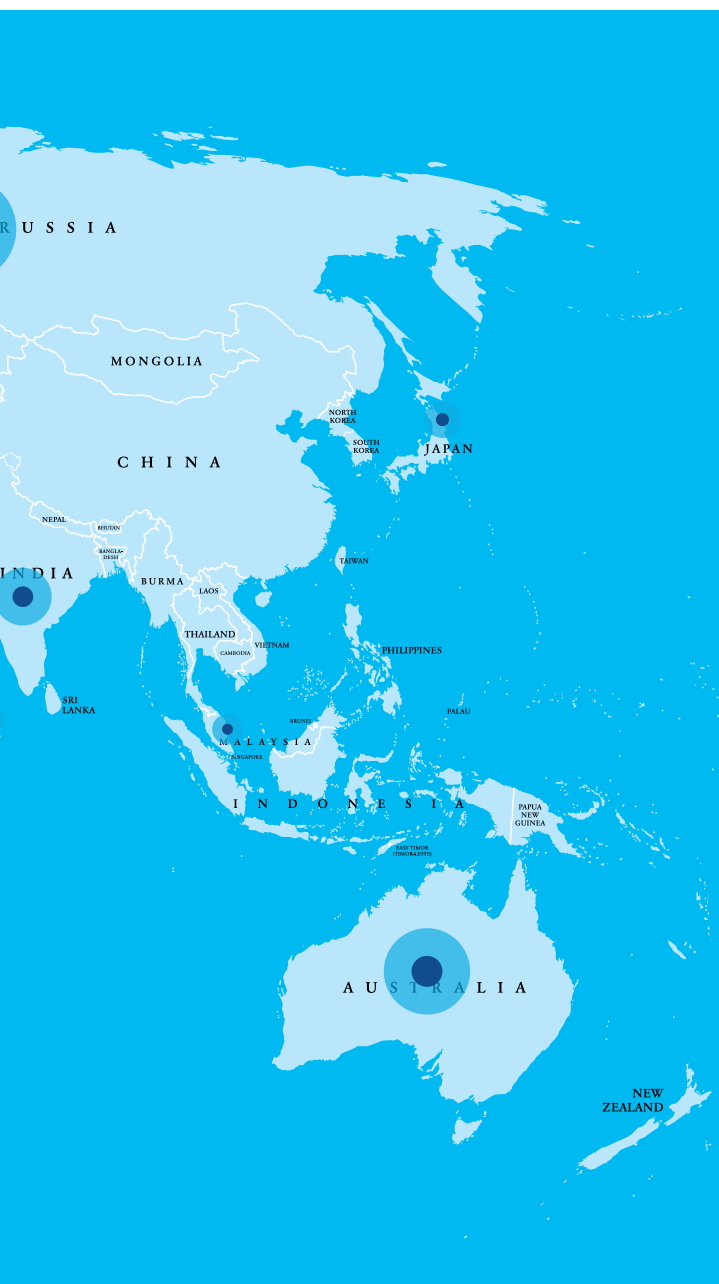 RUSSIA
MONGOLIA
NORTH
KOREA
SOUTH
KOREA
JAPAN
CHINA
NEPAL
BHUTAN
BANGLA-
DESH
TAIWAN
INDIA
BURMA
LAOS
THAILAND
VIETNAM
CAMBODIA
PHILIPPINES
SRI
LANKA
PALAU
BRUNEI
MALAYSIA
SINGAPORE
INDONESIA
PAPUA
NEW
GUINEA
EAST TIMOR
(TIMOR-LESTE)
AUSTRALIA
NEW
ZEALAND